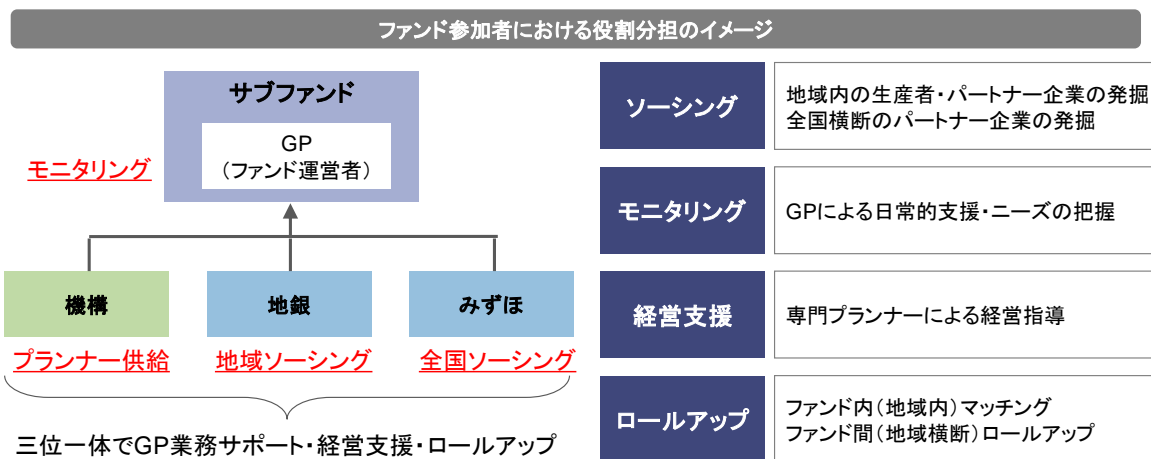 ファンド参加者における役割分担のイメージ
サブファンド
GP
（ファンド運営者）
モニタリング
機構
地銀
みずほ
プランナー供給
地域ソーシング
全国ソーシング
三位一体でGP業務サポート・経営支援・ロールアップ
ソーシング
地域内の生産者・パートナー企業の発掘
全国横断のパートナー企業の発掘
モニタリング
GPによる日常的支援・ニーズの把握
経営支援
専門プランナーによる経営指導
ロールアップ
ファンド内（地域内）マッチング
ファンド間（地域横断）ロールアップ